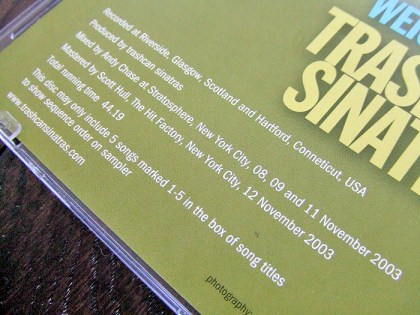 WE
TRAS
SINAT
Recorded at Riverside, Glasgow, Scotland and Hartford, Conneticut, USA
Produced by trashcan sinatras
Mixed by Andy Chase at Stratosphere, New York City, 08, 09 and 11 November 2003
Mastered by Scott Hull, The Hit Factory, New York City, 12 November 2003
Total running time 44.19
This disc may only include 5 songs marked 1-5 in the box of song titles
to show sequence order on sampler
www.trashcansinatras.com
photography